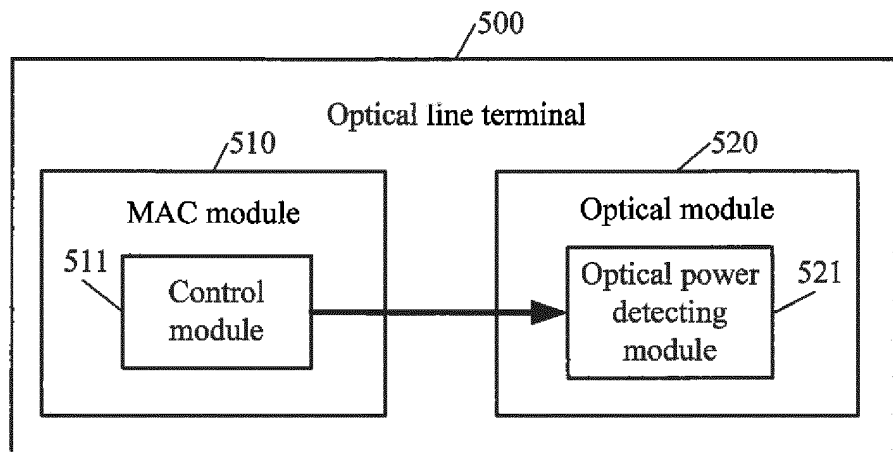 500
Optical line terminal
510
520
MAC module
Optical module
511
Control
module
Optical power
detecting
module
521